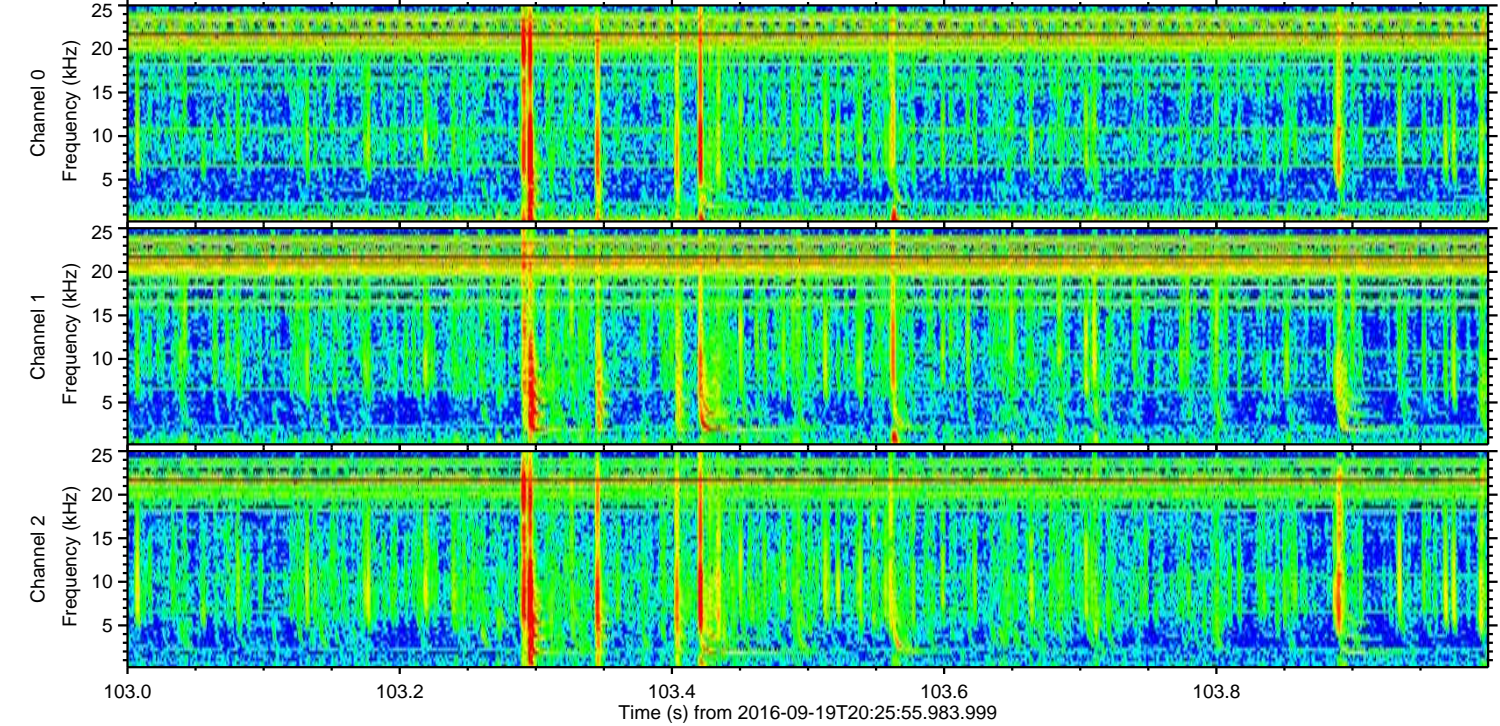 25
20
15
10
5
Channel 0
Frequency (kHz)
25
20
15
10
5
Channel 1
Frequency (kHz)
25
20
15
10
5
Channel 2
Frequency (kHz)
103.0 103.2 103.4 103.6 103.8
Time (s) from 2016-09-19T20:25:55.983.999